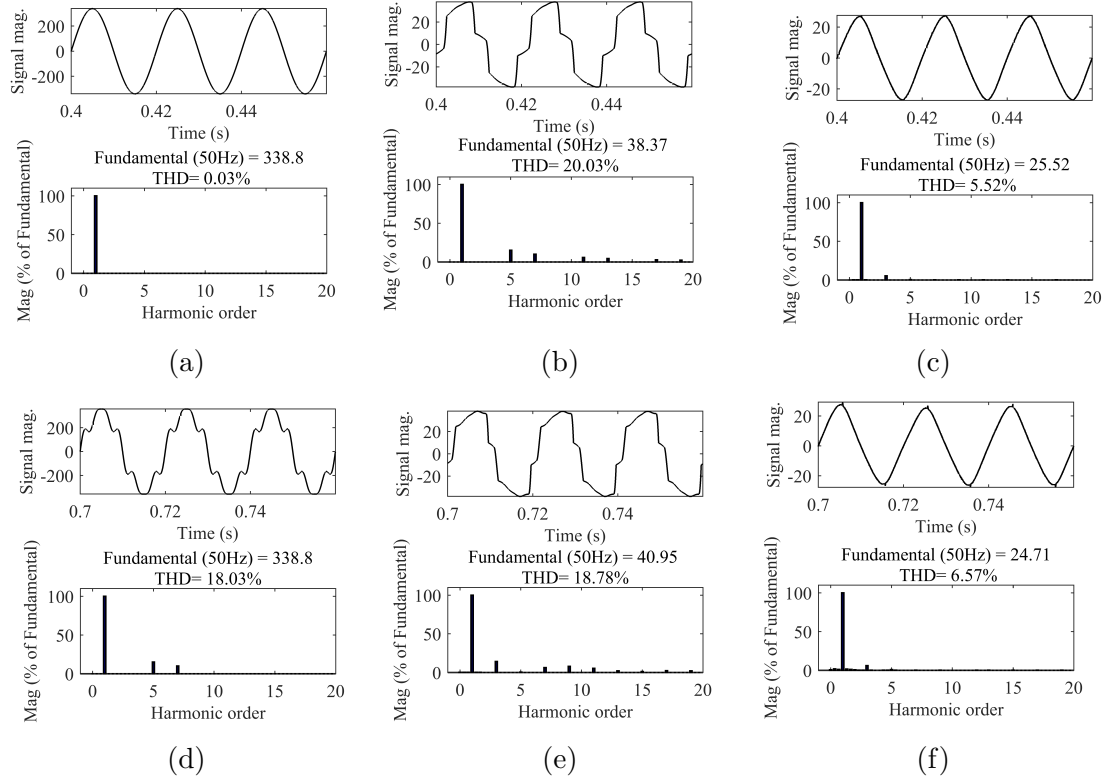 Signal mag.
200
0
-200
0.4 0.42 0.44
Time (s)
Fundamental (50Hz) = 338.8
THD= 0.03%
Mag (% of Fundamental)
100
50
0
0 5 10 15 20
Harmonic order
(a)
Signal mag.
20
0
-20
0.4 0.42 0.44
Time (s)
Fundamental (50Hz) = 38.37
THD= 20.03%
Mag (% of Fundamental)
100
50
0
0 5 10 15 20
Harmonic order
(b)
Signal mag.
20
0
-20
0.4 0.42 0.44
Time (s)
Fundamental (50Hz) = 25.52
THD= 5.52%
Mag (% of Fundamental)
100
50
0
0 5 10 15 20
Harmonic order
(c)
Signal mag.
200
0
-200
0.7 0.72 0.74
Time (s)
Fundamental (50Hz) = 338.8
THD= 18.03%
Mag (% of Fundamental)
100
50
0
0 5 10 15 20
Harmonic order
(d)
Signal mag.
20
0
-20
0.7 0.72 0.74
Time (s)
Fundamental (50Hz) = 40.95
THD= 18.78%
Mag (% of Fundamental)
100
50
0
0 5 10 15 20
Harmonic order
(e)
Signal mag.
20
0
-20
0.7 0.72 0.74
Time (s)
Fundamental (50Hz) = 24.71
THD= 6.57%
Mag (% of Fundamental)
100
50
0
0 5 10 15 20
Harmonic order
(f)